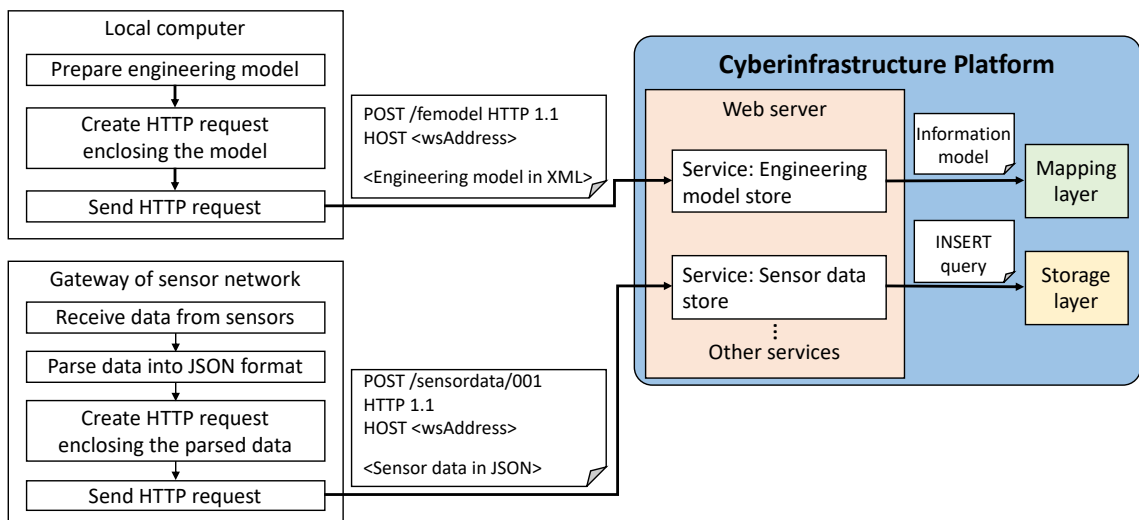 Local computer
Prepare engineering model
Create HTTP request
enclosing the model
Send HTTP request
POST /femodel HTTP 1.1
HOST <wsAddress>
<Engineering model in XML>
Gateway of sensor network
Receive data from sensors
Parse data into JSON format
Create HTTP request
enclosing the parsed data
Send HTTP request
POST /sensordata/001
HTTP 1.1
HOST <wsAddress>
<Sensor data in JSON>
Cyberinfrastructure Platform
Web server
Service: Engineering
model store
Information
model
Mapping
layer
Service: Sensor data
store
INSERT
query
Storage
layer
⋮
Other services